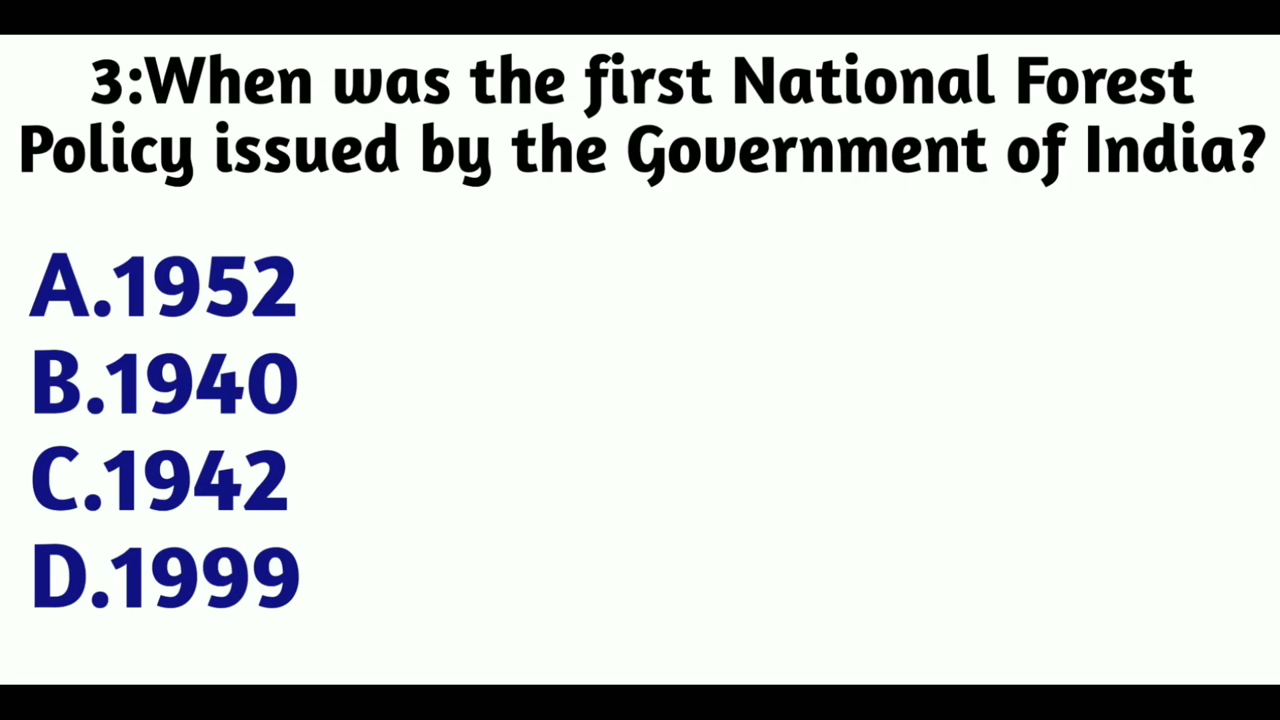 3:When was the first National Forest
Policy issued by the Government of India?
A.1952
B.1940
C.1942
D.1999